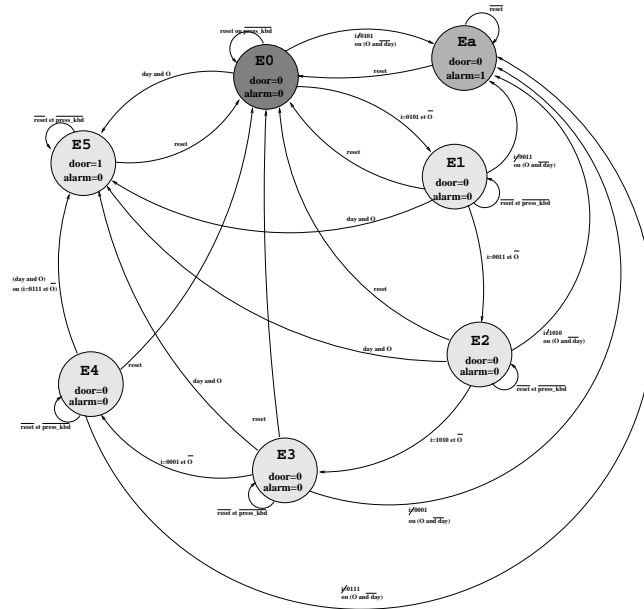 reset
reset ou press_kbd
i≠0101
ou (O and day)
Ea
door=0
alarm=1
E0
door=0
alarm=0
reset
day and O
i=0101 et O
reset et press_kbd
E5
door=1
alarm=0
reset
reset
i≠0011
ou (O and day)
E1
door=0
alarm=0
reset et press_kbd
day and O
i=0011 et O
(day and O)
ou (i=0111 et O)
reset
day and O
i≠1010
ou (O and day)
E2
door=0
alarm=0
reset et press_kbd
reset
day and O
E4
door=0
alarm=0
reset et press_kbd
reset
i=1010 et O
i=0001 et O
E3
door=0
alarm=0
reset et press_kbd
i≠0001
ou (O and day)
i≠0111
ou (O and day)